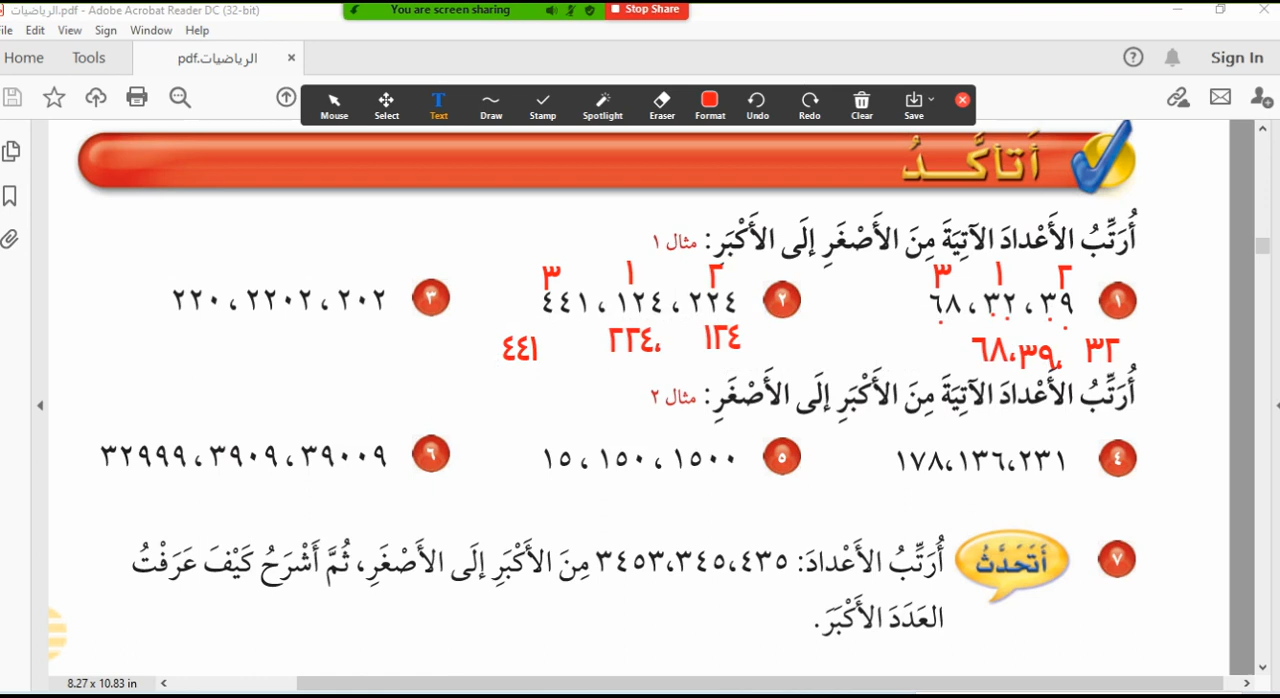 الرياضيات.pdf - Adobe Acrobat Reader DC (32-bit)
You are screen sharing Stop Share
File Edit View Sign Window Help
Home Tools الرياضيات.pdf × Sign In
Mouse Select Text Draw Stamp Spotlight Eraser Format Undo Redo Clear Save
أَتَأَكَّـــدُ
أُرَتِّبُ الأَعْدادَ الآتِيَةَ مِنَ الأَصْغَرِ إِلَى الأَكْبَرِ: مثال ١
٢ ١ ٣ ٢ ١ ٣
١ ٣٩ ، ٣٢ ، ٦٨ ٢ ٢٢٤ ، ١٢٤ ، ٤٤١ ٣ ٢٠٢ ، ٢٢٠٢ ، ٢٢٠
٣٢ ،٣٩،٦٨ ١٢٤ ،٢٢٤ ٤٤١
أُرَتِّبُ الأَعْدادَ الآتِيَةَ مِنَ الأَكْبَرِ إِلَى الأَصْغَرِ: مثال ٢
٤ ٢٣١،١٣٦،١٧٨ ٥ ١٥٠٠ ، ١٥٠ ، ١٥ ٦ ٣٩٠٠٩ ، ٣٩٠٩ ، ٣٢٩٩٩
٧ أَتَحَدَّثُ أُرَتِّبُ الأَعْدادَ: ٣٤٥٣،٣٤٥،٤٣٥ مِنَ الأَكْبَرِ إِلَى الأَصْغَرِ، ثُمَّ أَشْرَحُ كَيْفَ عَرَفْتُ
العَدَدَ الأَكْبَرَ.
8.27 x 10.83 in